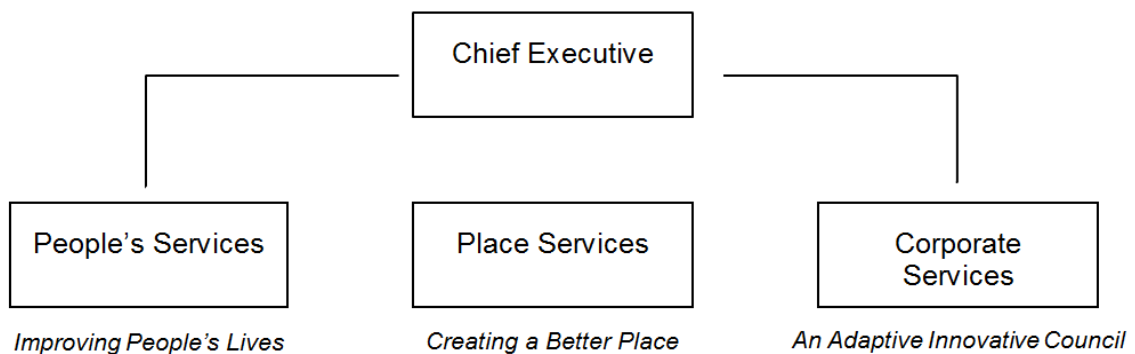 Chief Executive
People’s Services
Place Services
Corporate
Services
Improving People’s Lives
Creating a Better Place
An Adaptive Innovative Council